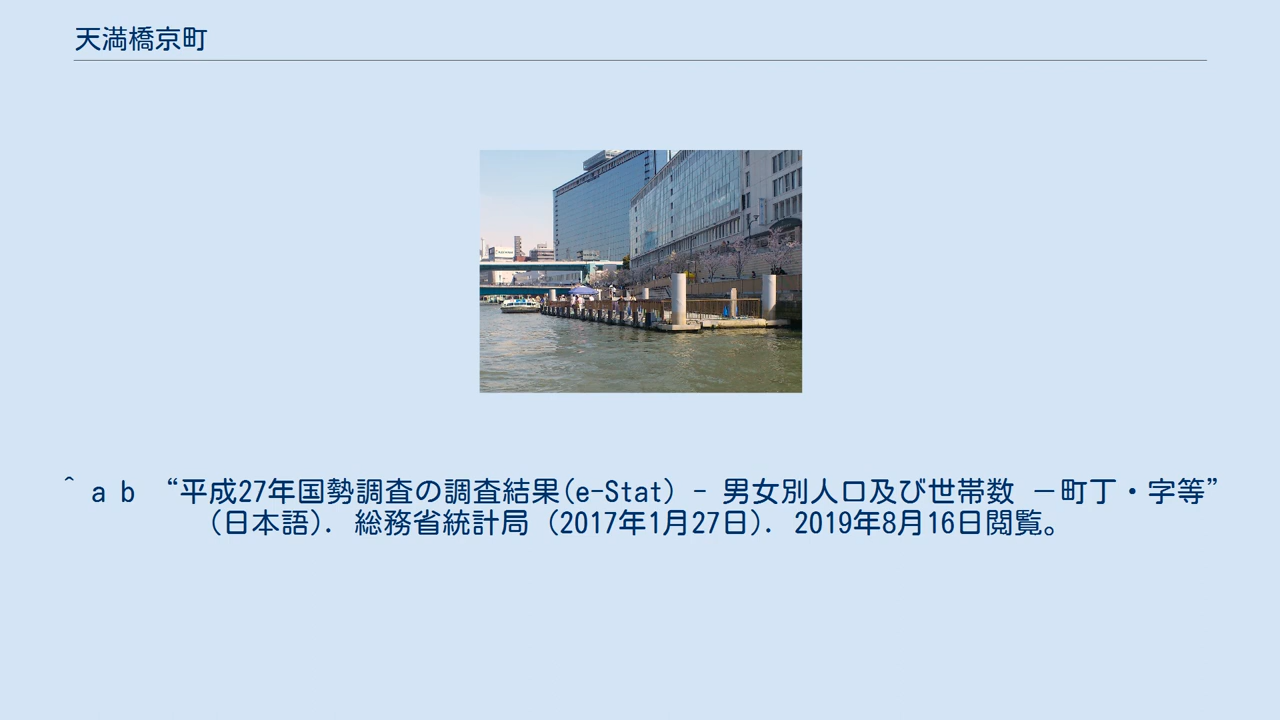 天満橋京町
^ a b “平成27年国勢調査の調査結果(e-Stat) - 男女別人口及び世帯数 －町丁・字等”
(日本語). 総務省統計局 (2017年1月27日). 2019年8月16日閲覧。